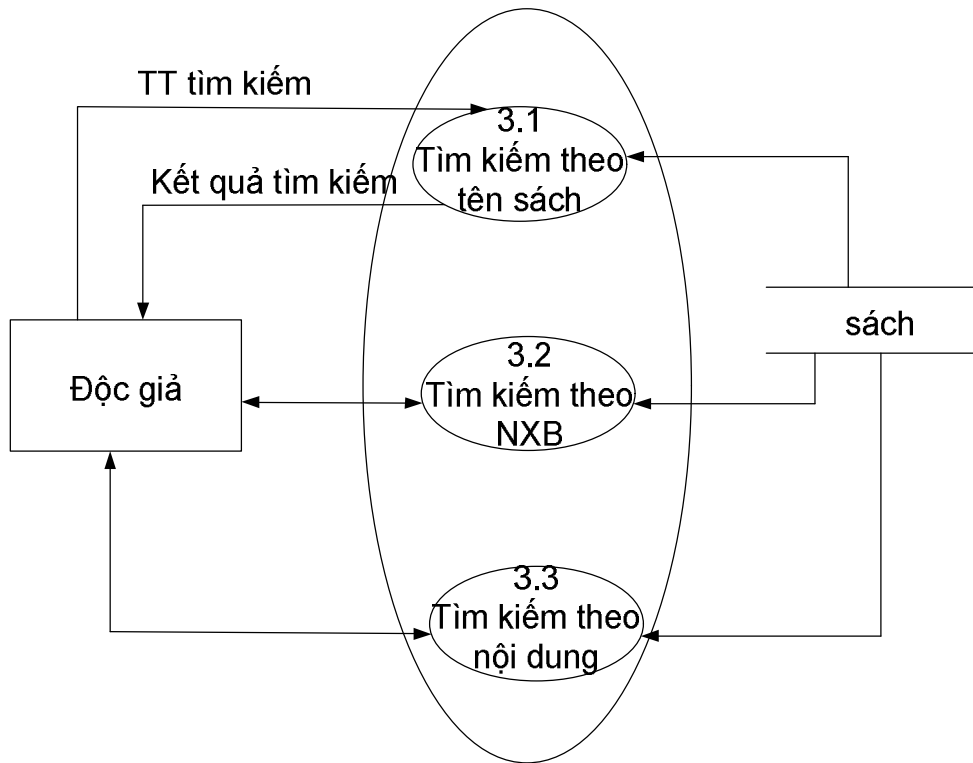 TT tìm kiếm
3.1
Tìm kiếm theo
tên sách
Kết quả tìm kiếm
sách
Độc giả
3.2
Tìm kiếm theo
NXB
3.3
Tìm kiếm theo
nội dung